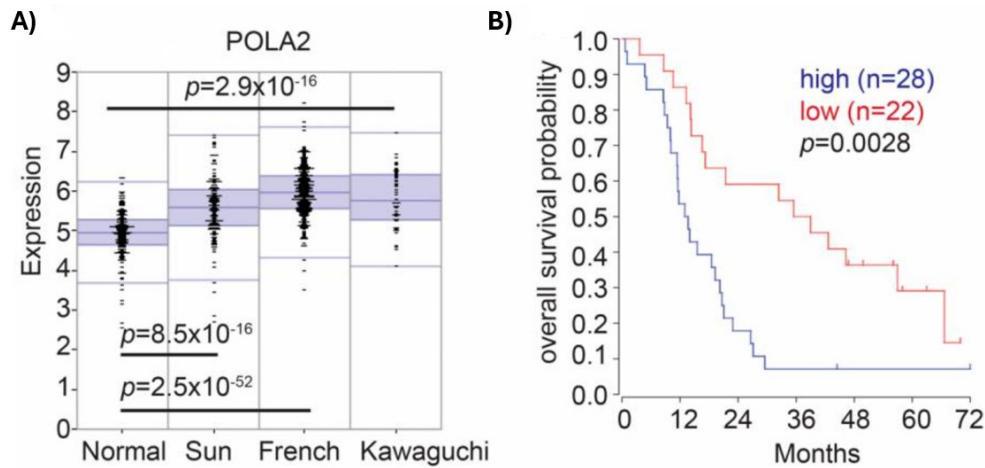 A)
POLA2
Expression
9
8
7
6
5
4
3
2
1
0
p=2.9x10⁻¹⁶
p=8.5x10⁻¹⁶
p=2.5x10⁻⁵²
Normal Sun French Kawaguchi
B)
overall survival probability
1.0
0.9
0.8
0.7
0.6
0.5
0.4
0.3
0.2
0.1
0.0
high (n=28)
low (n=22)
p=0.0028
0 12 24 36 48 60 72
Months